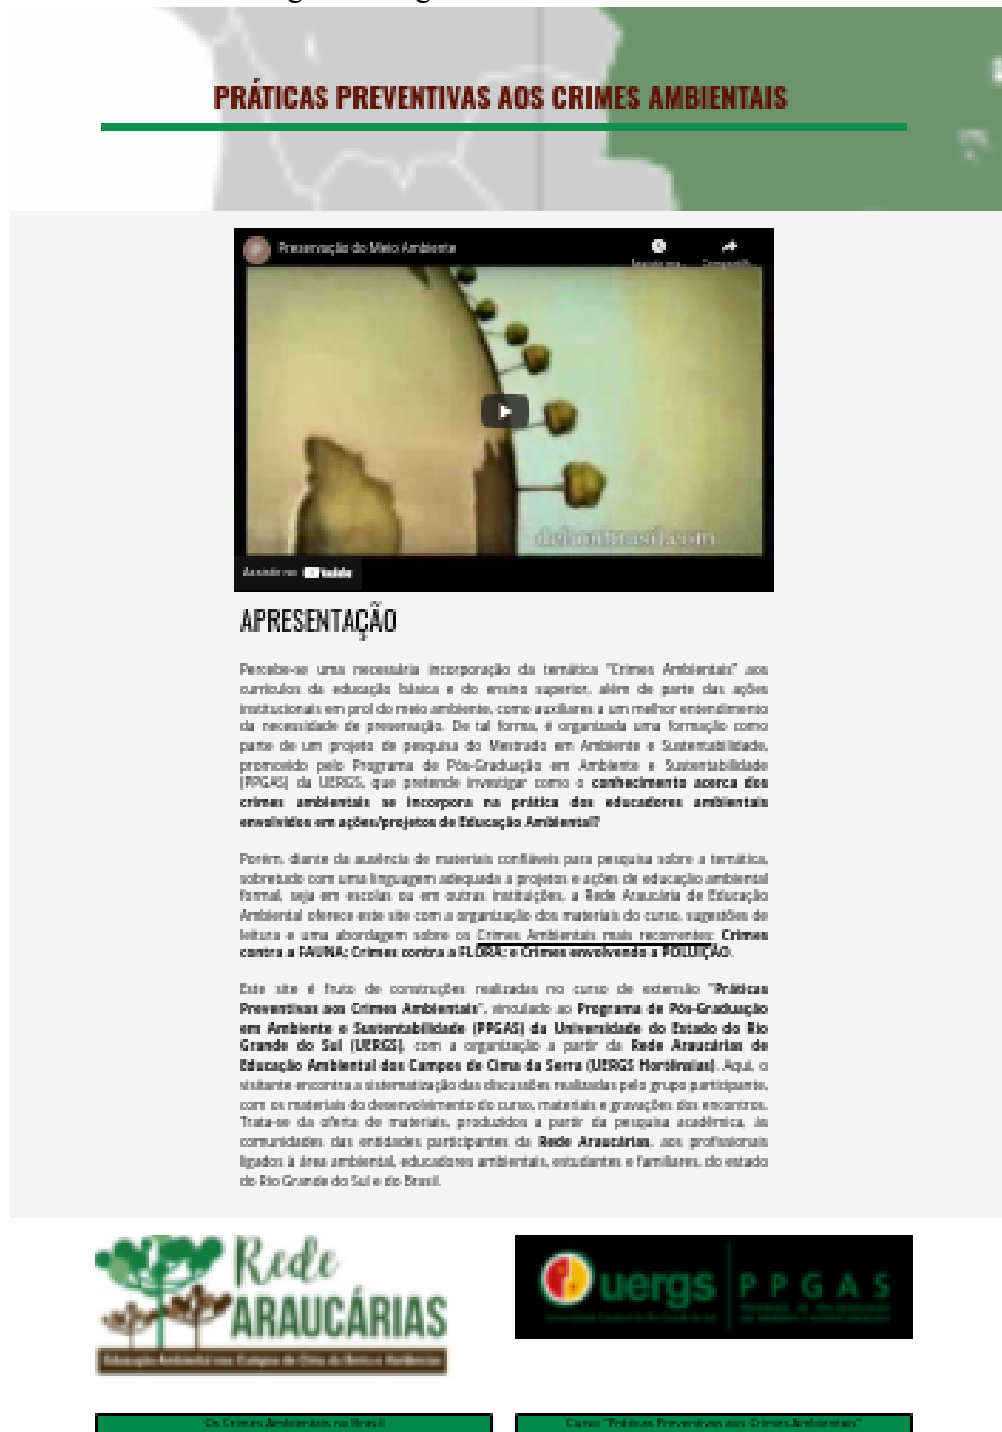 PRÁTICAS PREVENTIVAS AOS CRIMES AMBIENTAIS
Preservação do Meio Ambiente
Assistir no YouTube
APRESENTAÇÃO
Percebe-se uma necessária incorporação da temática "Crimes Ambientais" aos
currículos da educação básica e do ensino superior, além de parte das ações
institucionais em prol do meio ambiente, como auxiliares a um melhor entendimento
da necessidade de preservação. De tal forma, é organizada uma formação como
parte de um projeto de pesquisa do Mestrado em Ambiente e Sustentabilidade,
promovido pelo Programa de Pós-Graduação em Ambiente e Sustentabilidade
(PPGAS) da UERGS, que pretende investigar como o conhecimento acerca dos
crimes ambientais se incorpora na prática dos educadores ambientais
envolvidos em ações/projetos de Educação Ambiental?
Porém, diante da ausência de materiais confiáveis para pesquisa sobre a temática,
sobretudo com uma linguagem adequada a projetos e ações de educação ambiental
formal, seja em escolas ou em outras instituições, a Rede Araucária de Educação
Ambiental oferece este site com a organização dos materiais do curso, sugestões de
leitura e uma abordagem sobre os Crimes Ambientais mais recorrentes: Crimes
contra a FAUNA; Crimes contra a FLORA; e Crimes envolvendo a POLUIÇÃO.
Este site é fruto de construções realizadas no curso de extensão "Práticas
Preventivas aos Crimes Ambientais", vinculado ao Programa de Pós-Graduação
em Ambiente e Sustentabilidade (PPGAS) da Universidade do Estado do Rio
Grande do Sul (UERGS), com a organização a partir da Rede Araucárias de
Educação Ambiental dos Campos de Cima da Serra (UERGS Hortênsias). Aqui, o
visitante encontra a sistematização das discussões realizadas pelo grupo participante,
com os materiais do desenvolvimento do curso, materiais e gravações dos encontros.
Trata-se da oferta de materiais, produzidos a partir da pesquisa acadêmica, às
comunidades das entidades participantes da Rede Araucárias, aos profissionais
ligados à área ambiental, educadores ambientais, estudantes e familiares, do estado
do Rio Grande do Sul e do Brasil.
Rede
ARAUCÁRIAS
uergs PPGAS
Os Crimes Ambientais no Brasil
Curso "Práticas Preventivas aos Crimes Ambientais"